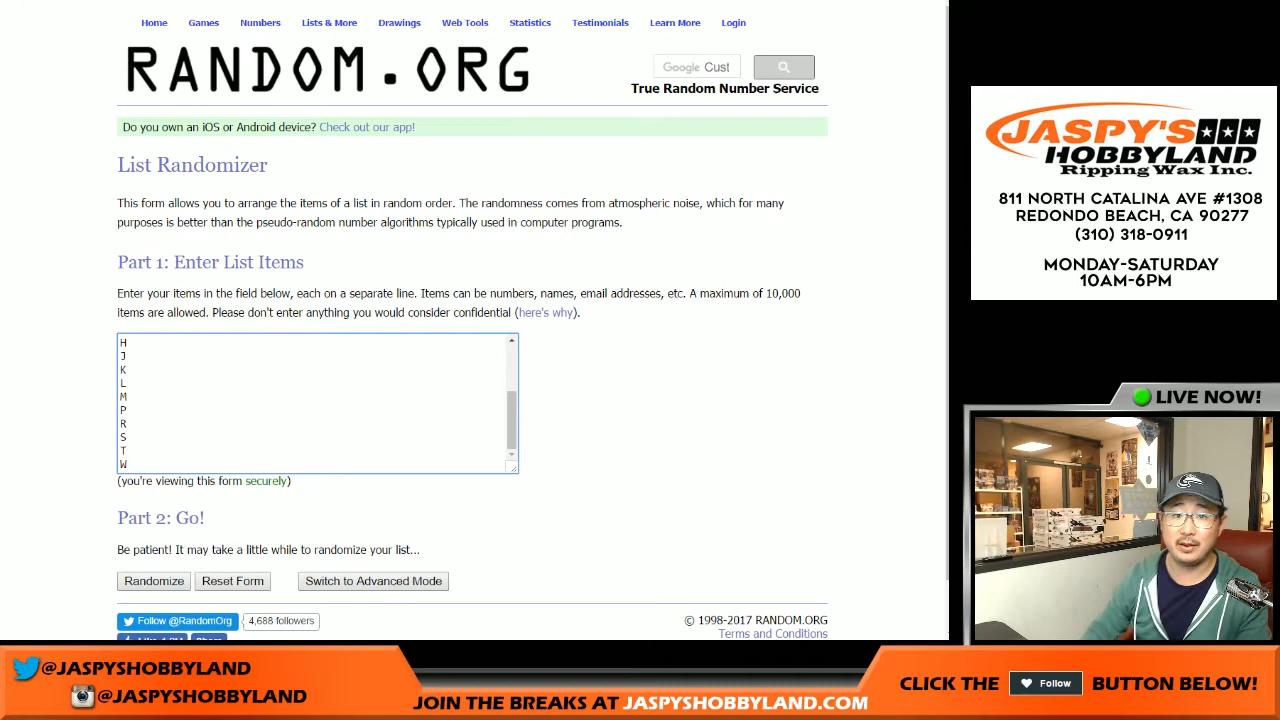 Home Games Numbers Lists & More Drawings Web Tools Statistics Testimonials Learn More Login
RANDOM.ORG
Google Cust
True Random Number Service
Do you own an iOS or Android device? Check out our app!
List Randomizer
This form allows you to arrange the items of a list in random order. The randomness comes from atmospheric noise, which for many
purposes is better than the pseudo-random number algorithms typically used in computer programs.
Part 1: Enter List Items
Enter your items in the field below, each on a separate line. Items can be numbers, names, email addresses, etc. A maximum of 10,000
items are allowed. Please don't enter anything you would consider confidential (here's why).
H
J
K
L
M
P
R
S
T
W
(you're viewing this form securely)
Part 2: Go!
Be patient! It may take a little while to randomize your list...
Randomize Reset Form Switch to Advanced Mode
Follow @RandomOrg 4,688 followers
© 1998-2017 RANDOM.ORG
Terms and Conditions
JASPY'S
HOBBYLAND
Ripping Wax Inc.
811 NORTH CATALINA AVE #1308
REDONDO BEACH, CA 90277
(310) 318-0911
MONDAY-SATURDAY
10AM-6PM
LIVE NOW!
@JASPYSHOBBYLAND
@JASPYSHOBBYLAND
JOIN THE BREAKS AT JASPYSHOBBYLAND.COM
CLICK THE Follow BUTTON BELOW!